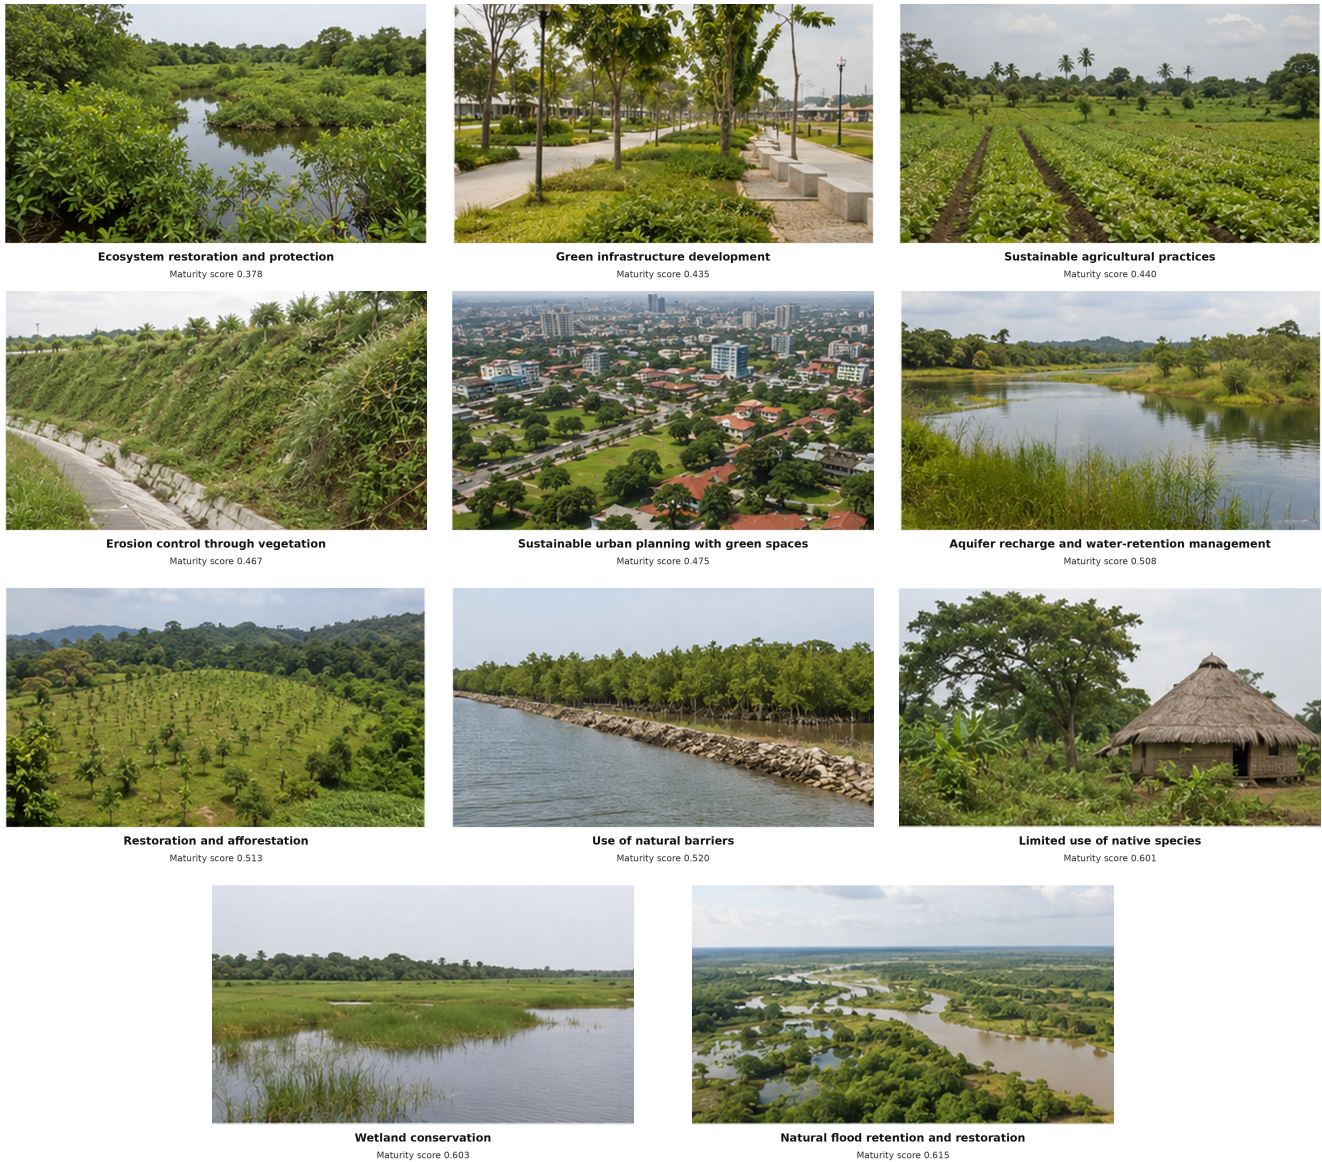 Ecosystem restoration and protection
Maturity score 0.378
Green infrastructure development
Maturity score 0.435
Sustainable agricultural practices
Maturity score 0.440
Erosion control through vegetation
Maturity score 0.467
Sustainable urban planning with green spaces
Maturity score 0.475
Aquifer recharge and water-retention management
Maturity score 0.508
Restoration and afforestation
Maturity score 0.513
Use of natural barriers
Maturity score 0.520
Limited use of native species
Maturity score 0.601
Wetland conservation
Maturity score 0.603
Natural flood retention and restoration
Maturity score 0.615